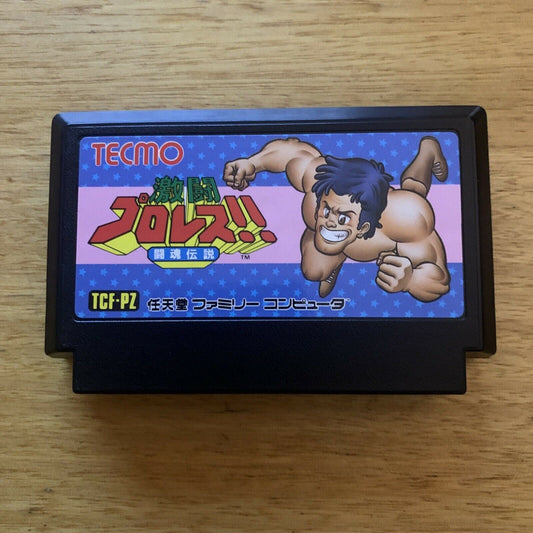 TECMO
激闘
プロレス!!
闘魂伝説
TM
TCF-PZ
任天堂 ファミリー コンピュータ